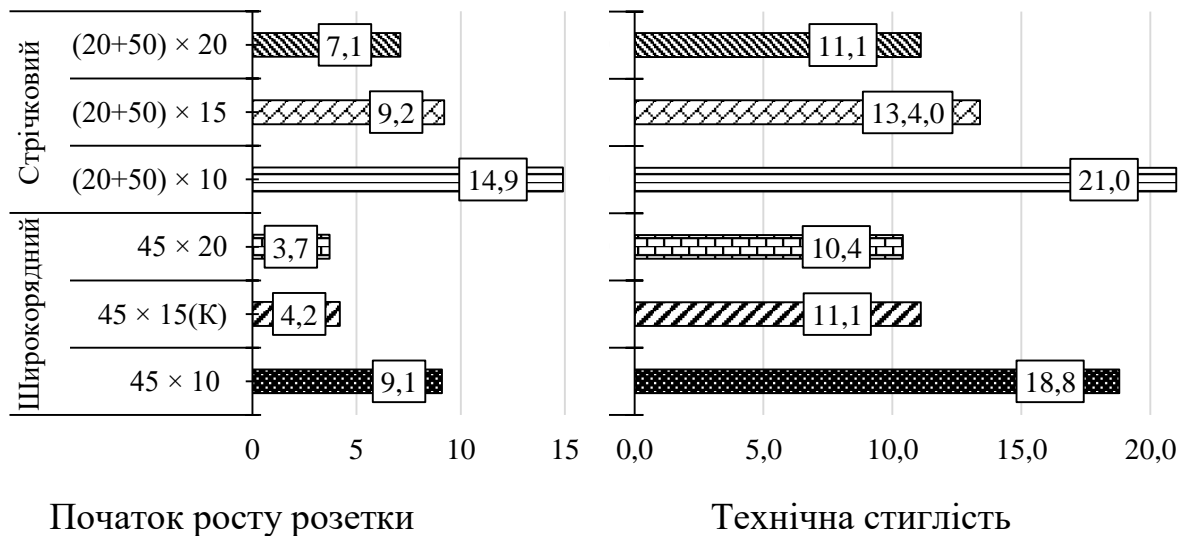 Стрічковий
(20+50) × 20
7,1
11,1
(20+50) × 15
9,2
13,4,0
(20+50) × 10
14,9
21,0
Широкорядний
45 × 20
3,7
10,4
45 × 15(К)
4,2
11,1
45 × 10
9,1
18,8
0 5 10 15
0,0 5,0 10,0 15,0 20,0
Початок росту розетки
Технічна стиглість